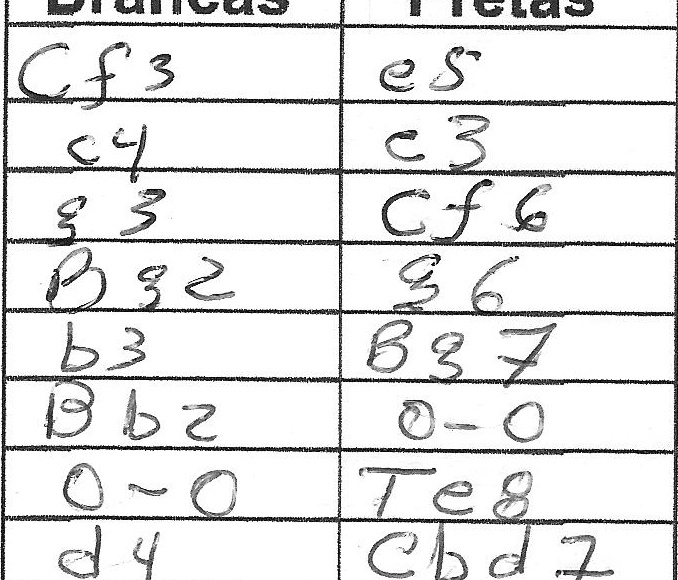 Brancas Pretas
Cf3 e5
c4 c3
g3 Cf6
Bg2 g6
b3 Bg7
Bb2 0-0
0-0 Te8
d4 Cbd7